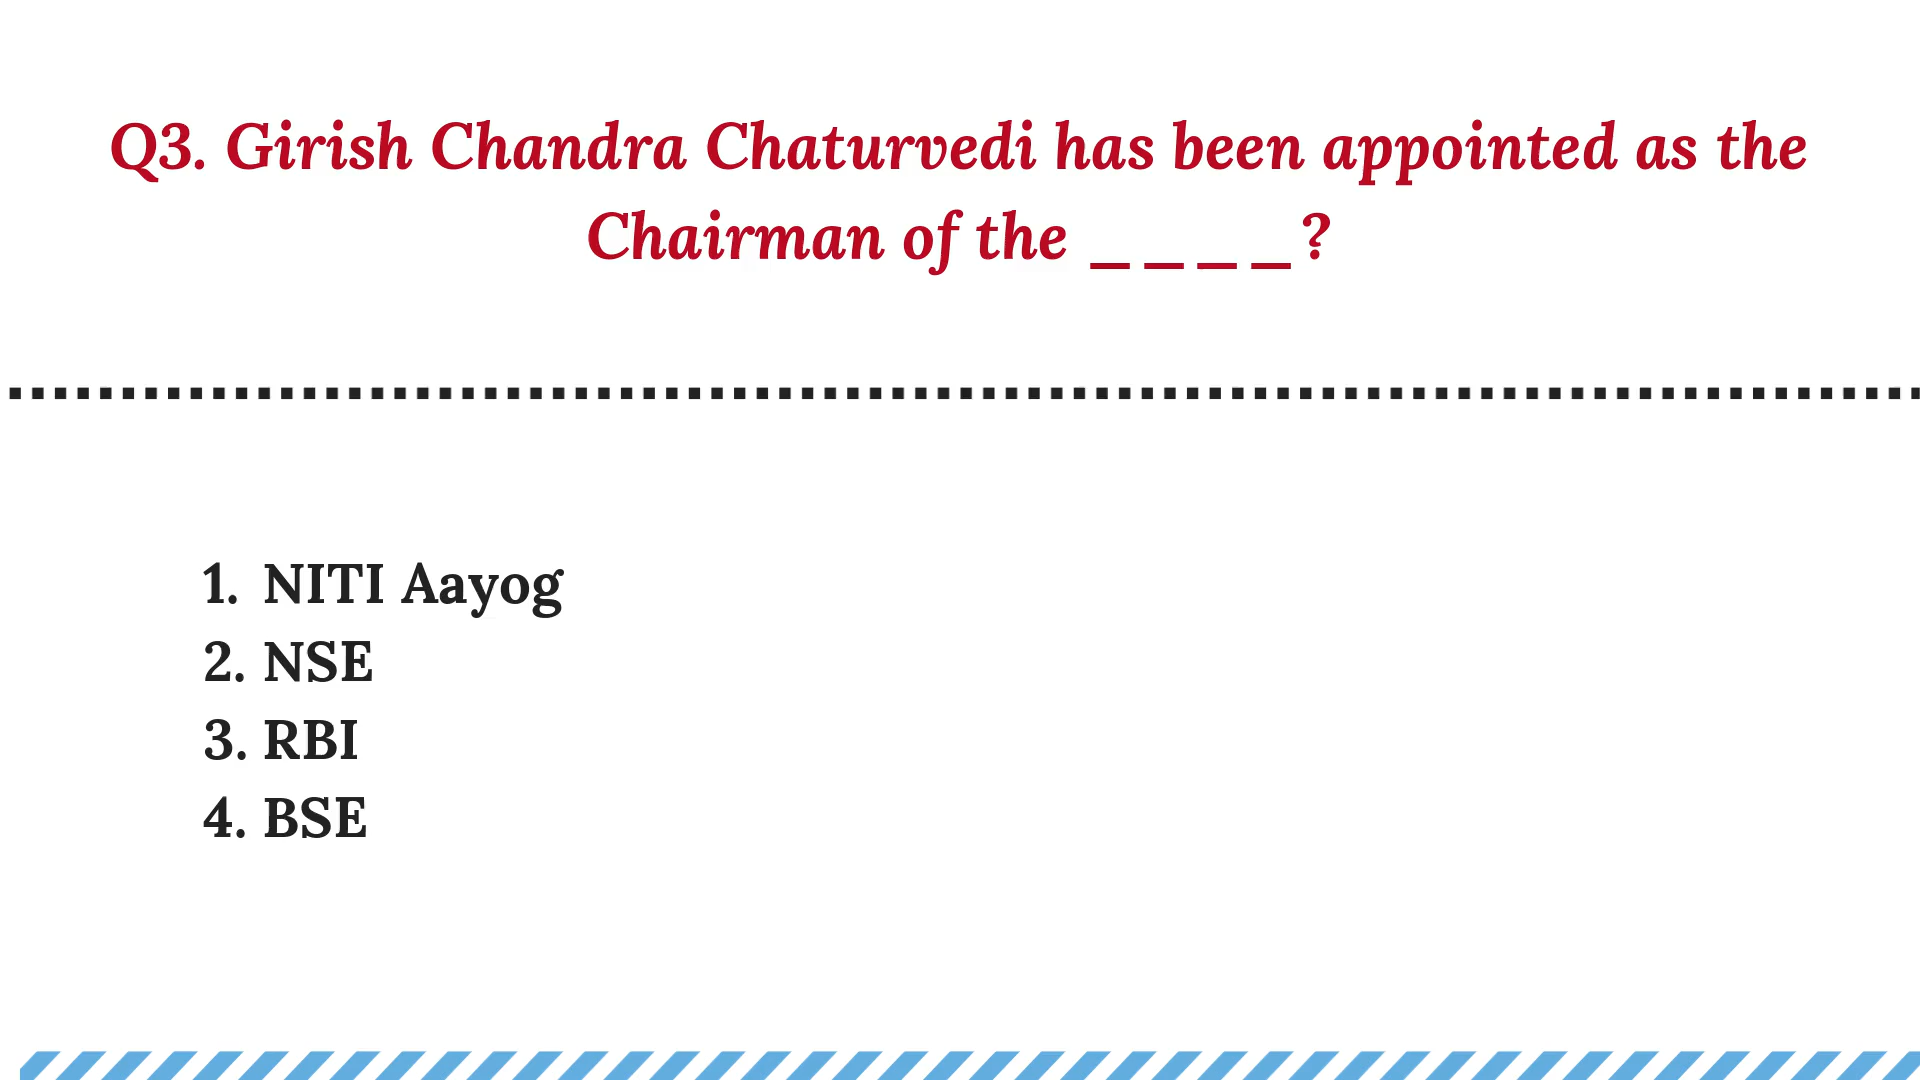 Q3. Girish Chandra Chaturvedi has been appointed as the
Chairman of the _ _ _ _?
1. NITI Aayog
2. NSE
3. RBI
4. BSE